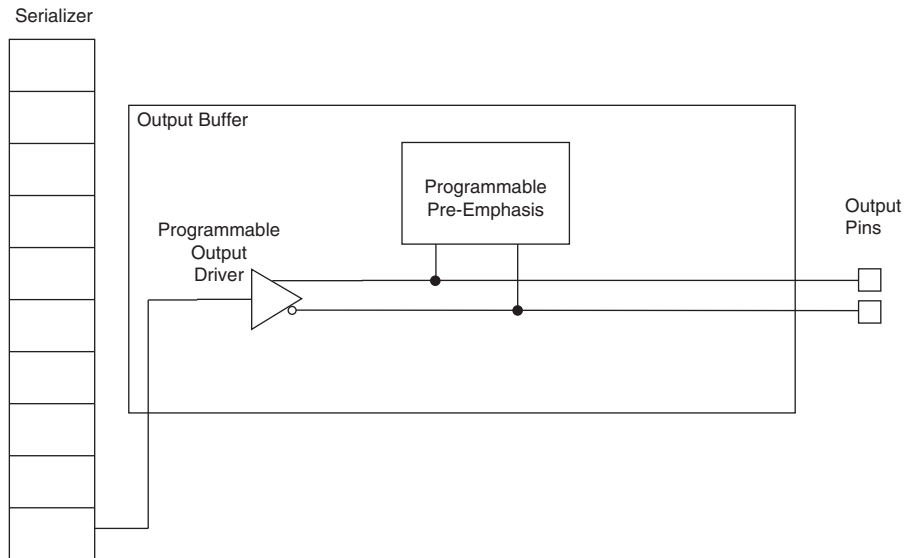 Serializer
Output Buffer
Programmable
Pre-Emphasis
Programmable
Output
Driver
Output
Pins